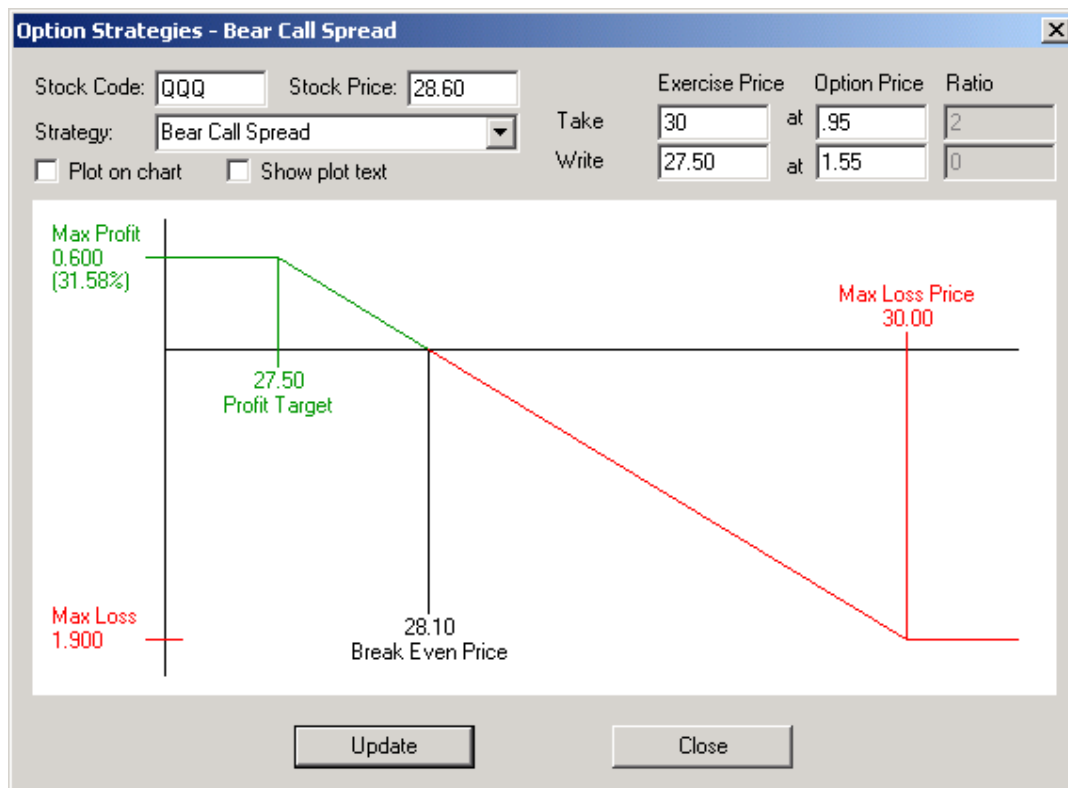 Option Strategies - Bear Call Spread
Stock Code: QQQ Stock Price: 28.60
Strategy: Bear Call Spread
Plot on chart Show plot text
Exercise Price Option Price Ratio
Take 30 at .95 2
Write 27.50 at 1.55 0
Max Profit
0.600
(31.58%)
27.50
Profit Target
Max Loss Price
30.00
Max Loss
1.900
28.10
Break Even Price
Update Close